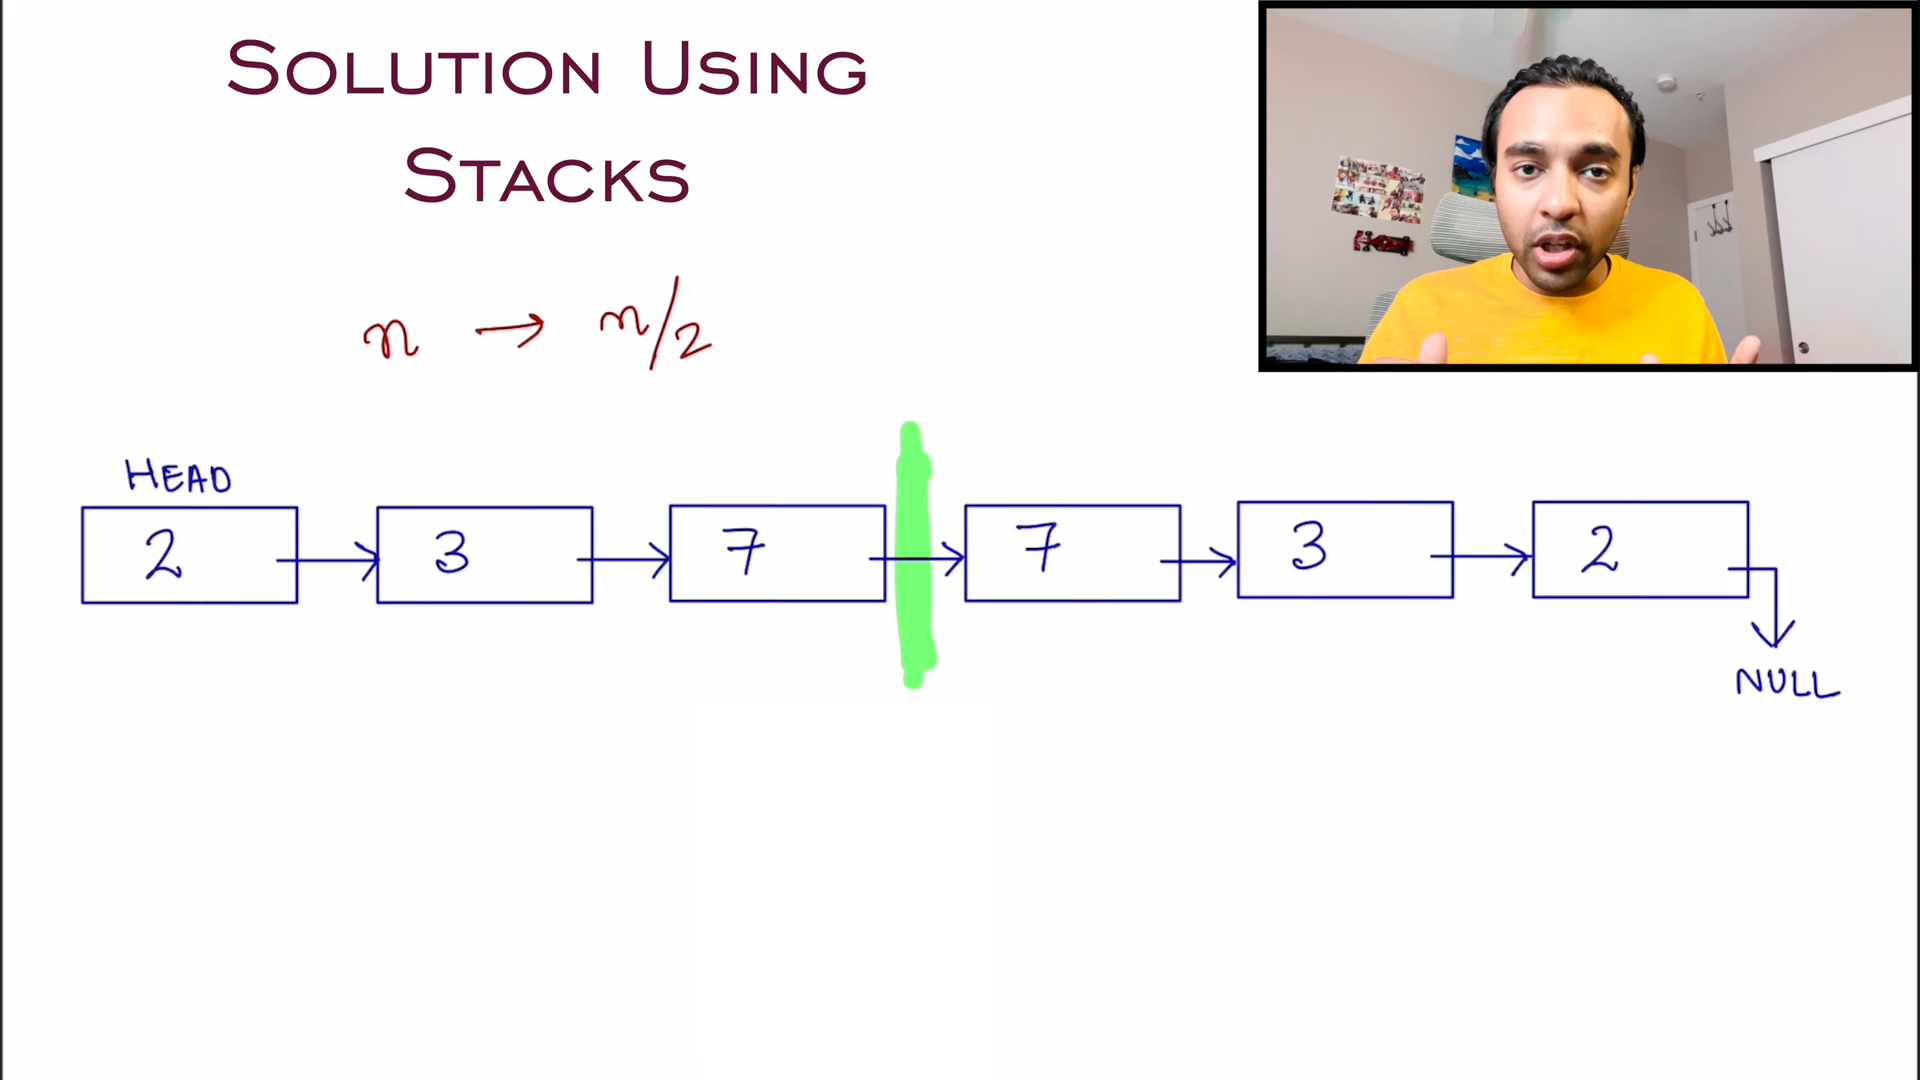 SOLUTION USING
STACKS
n → n/2
HEAD
2 3 7 7 3 2
NULL